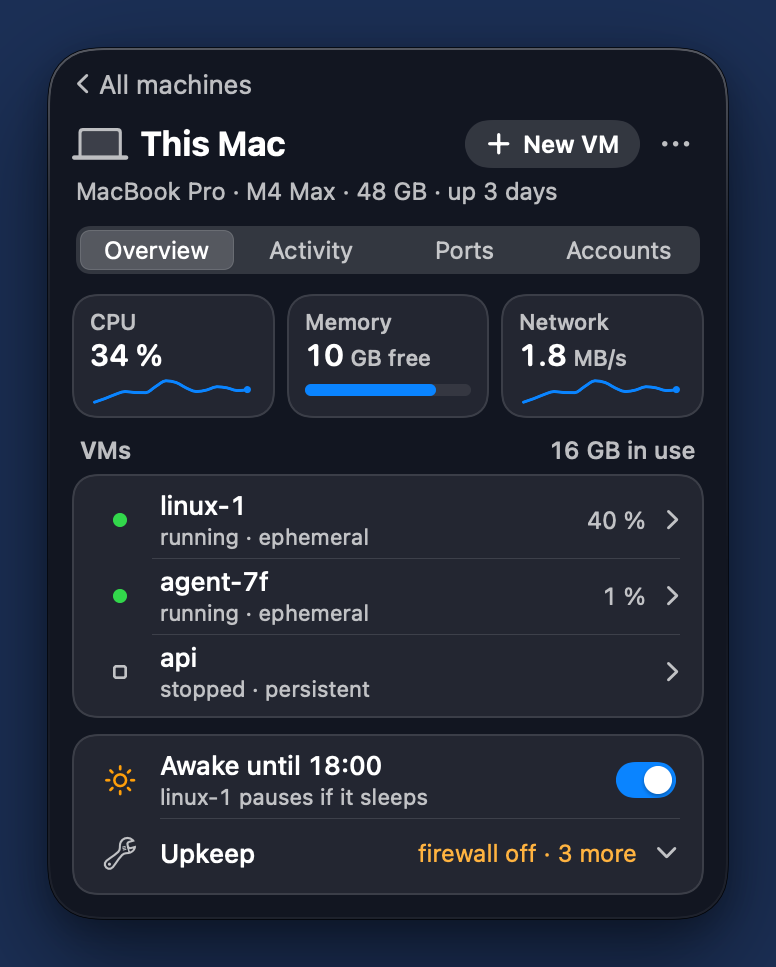 All machines
This Mac
New VM
MacBook Pro · M4 Max · 48 GB · up 3 days
Overview Activity Ports Accounts
CPU Memory Network
34 % 10 GB free 1.8 MB/s
VMs 16 GB in use
linux-1
running · ephemeral
40 %
agent-7f
running · ephemeral
1 %
api
stopped · persistent
Awake until 18:00
linux-1 pauses if it sleeps
Upkeep firewall off · 3 more